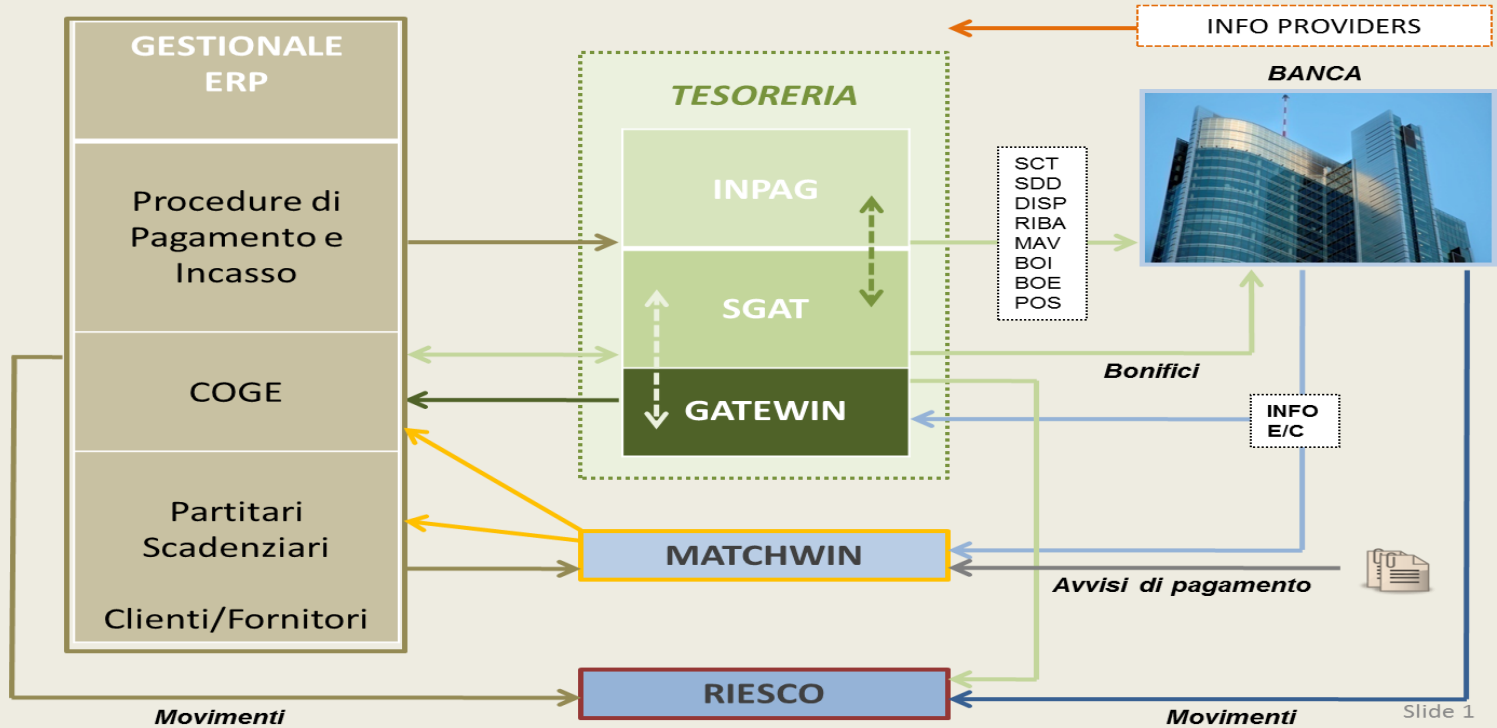 GESTIONALE
ERP
Procedure di
Pagamento e
Incasso
COGE
Partitari
Scadenziari
Clienti/Fornitori
TESORERIA
INPAG
SGAT
GATEWIN
MATCHWIN
RIESCO
INFO PROVIDERS
BANCA
SCT
SDD
DISP
RIBA
MAV
BOI
BOE
POS
Bonifici
INFO
E/C
Avvisi di pagamento
Movimenti
Movimenti
Slide 1